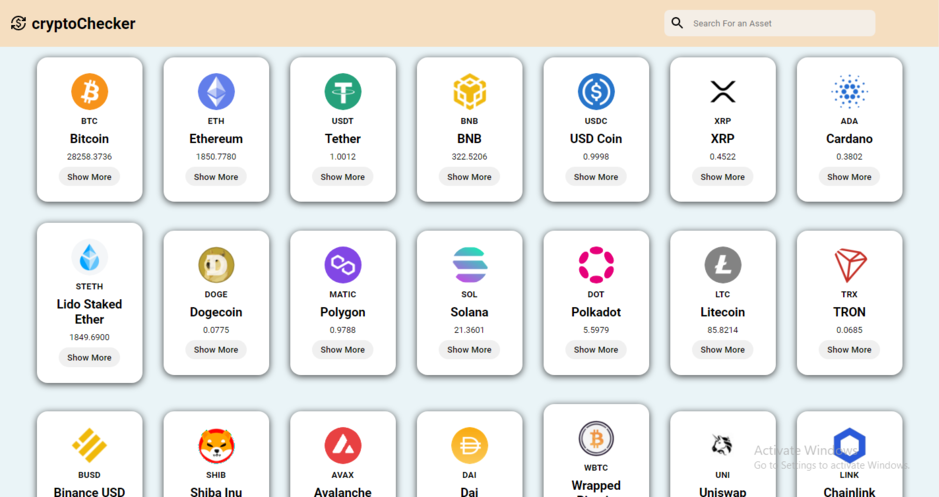 cryptoChecker
Search For an Asset
BTC
Bitcoin
28258.3736
Show More
ETH
Ethereum
1850.7780
Show More
USDT
Tether
1.0012
Show More
BNB
BNB
322.5206
Show More
USDC
USD Coin
0.9998
Show More
XRP
XRP
0.4522
Show More
ADA
Cardano
0.3802
Show More
STETH
Lido Staked
Ether
1849.6900
Show More
DOGE
Dogecoin
0.0775
Show More
MATIC
Polygon
0.9788
Show More
SOL
Solana
21.3601
Show More
DOT
Polkadot
5.5979
Show More
LTC
Litecoin
85.8214
Show More
TRX
TRON
0.0685
Show More
BUSD
Binance USD
SHIB
Shiba Inu
AVAX
Avalanche
DAI
Dai
WBTC
Wrapped
UNI
Uniswap
LINK
Chainlink
Activate Windows
Go to Settings to activate Windows.